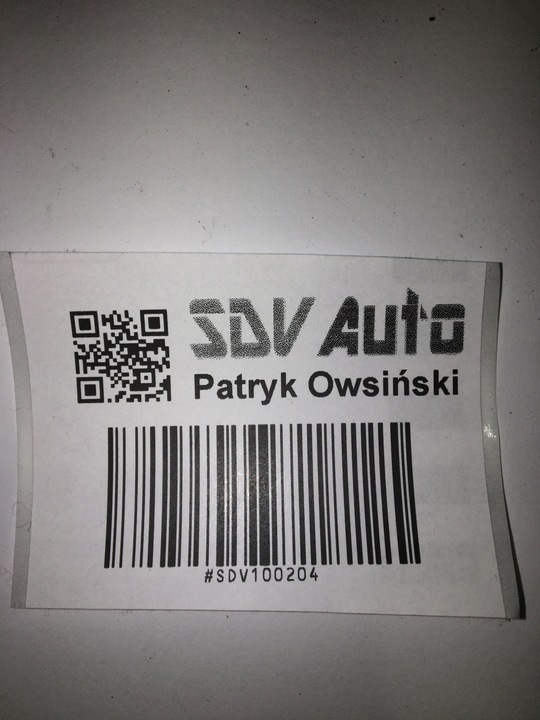 SDV Auto
Patryk Owsiński
#SDV100204